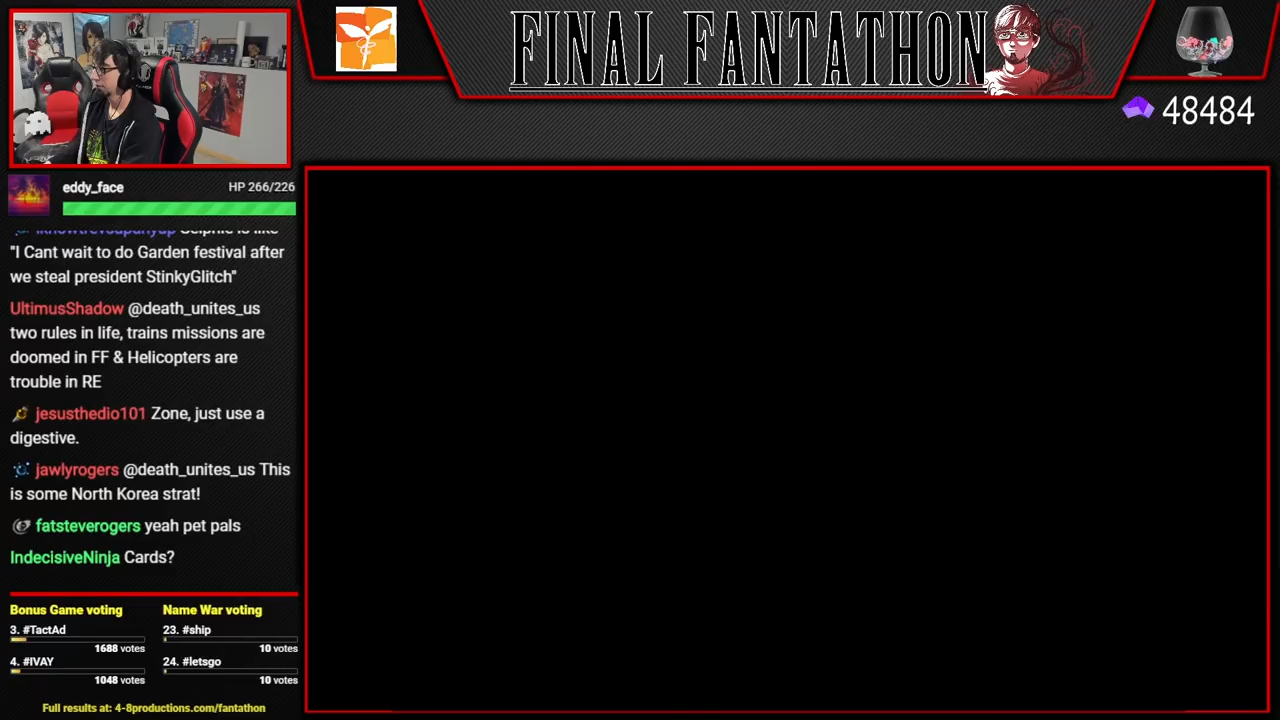 FINAL FANTATHON
48484
eddy_face
HP 266/226
"I Cant wait to do Garden festival after
we steal president StinkyGlitch"
UltimusShadow @death_unites_us
two rules in life, trains missions are
doomed in FF & Helicopters are
trouble in RE
jesusthedio101 Zone, just use a
digestive.
jawlyrogers @death_unites_us This
is some North Korea strat!
fatsteverogers yeah pet pals
IndecisiveNinja Cards?
Bonus Game voting
Name War voting
3. #TactAd
23. #ship
1688 votes
10 votes
4. #IVAY
24. #letsgo
1048 votes
10 votes
Full results at: 4-8productions.com/fantathon